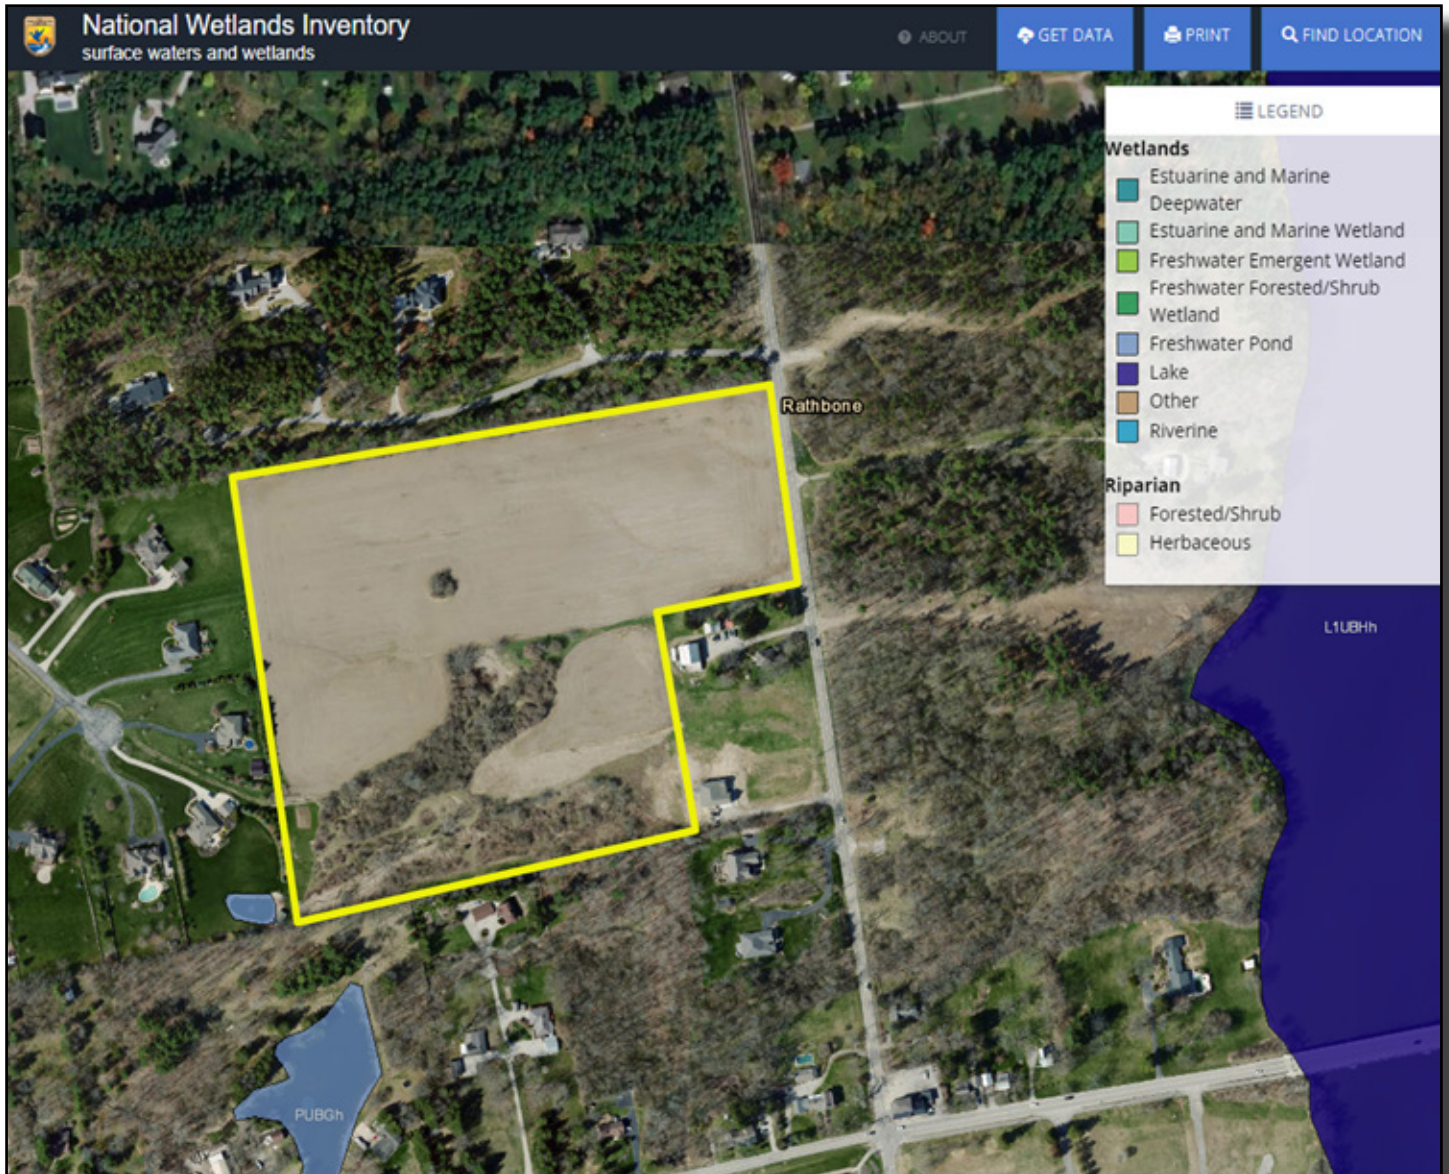 National Wetlands Inventory
surface waters and wetlands
ABOUT
GET DATA
PRINT
FIND LOCATION
LEGEND
Wetlands
Estuarine and Marine
Deepwater
Estuarine and Marine Wetland
Freshwater Emergent Wetland
Freshwater Forested/Shrub
Wetland
Freshwater Pond
Lake
Other
Riverine
Riparian
Forested/Shrub
Herbaceous
Rathbone
L1UBHh
PUBGh